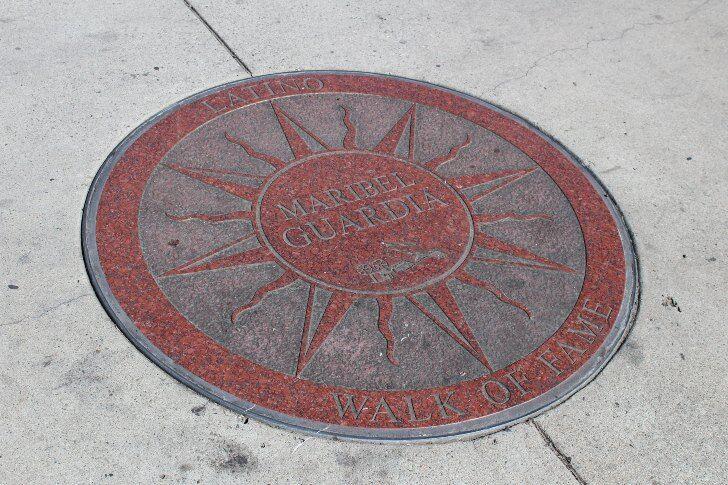 LATINO
MARIBEL
GUARDIA
WALK OF FAME